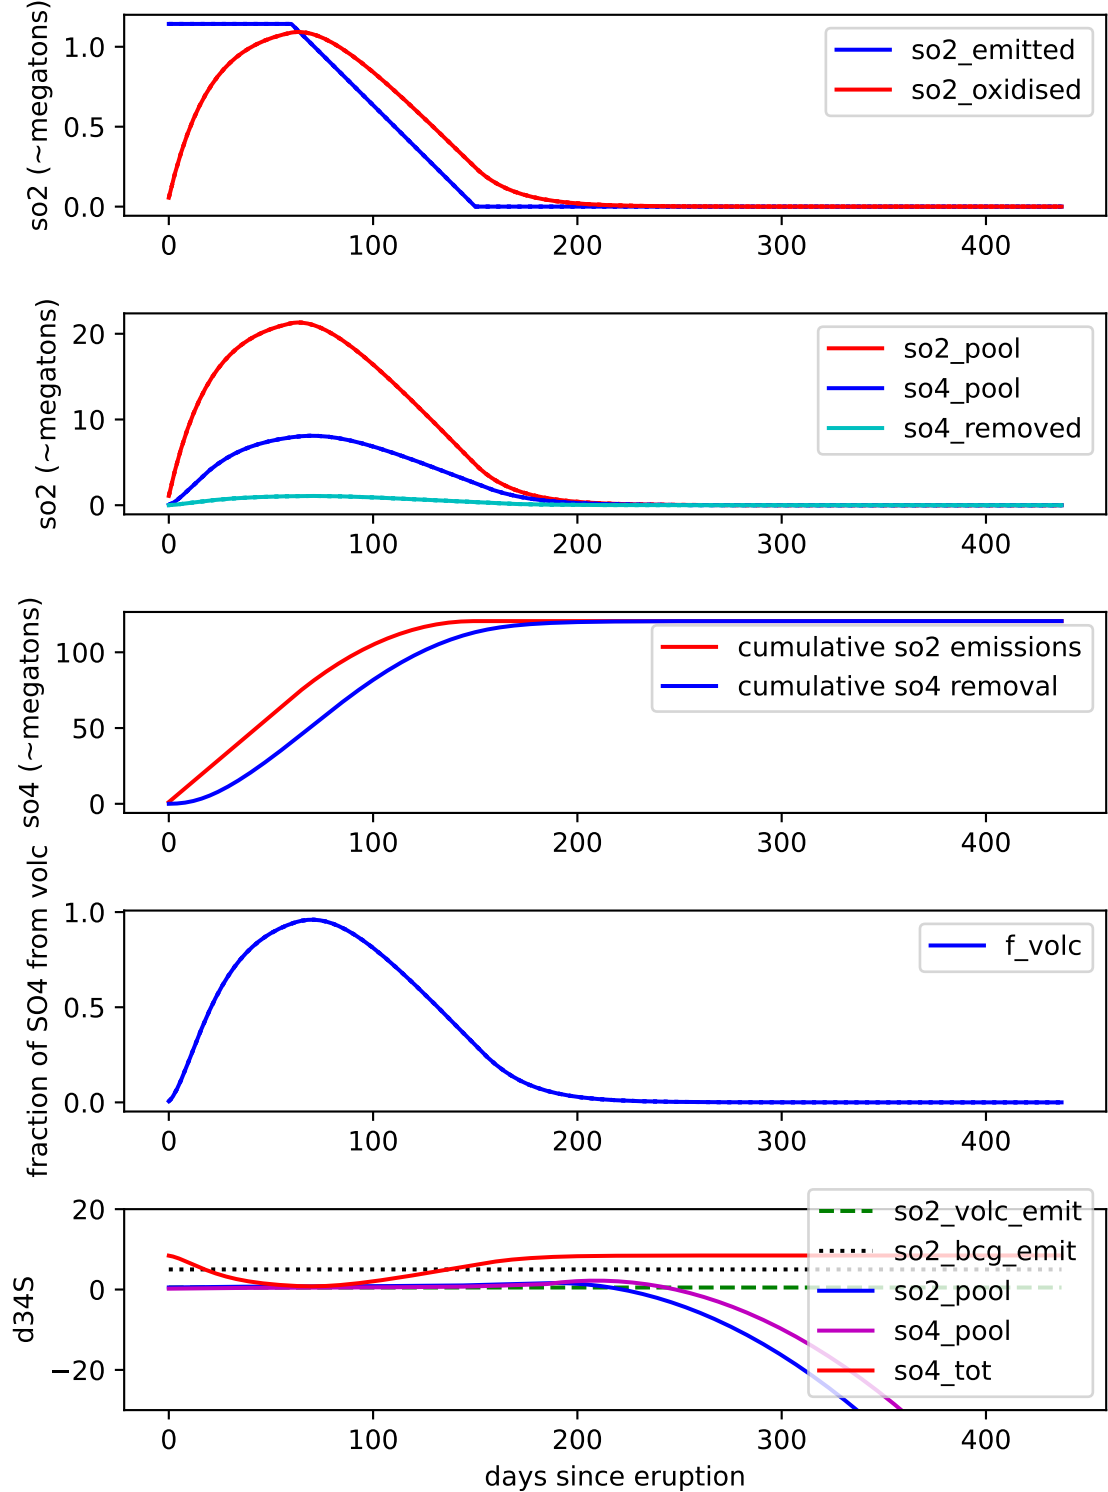 so2 (~megatons)
1.0
0.5
0.0
so2_emitted
so2_oxidised
0
100
200
300
400
so2 (~megatons)
20
10
0
so2_pool
so4_pool
so4_removed
0
100
200
300
400
so4 (~megatons)
100
50
0
cumulative so2 emissions
cumulative so4 removal
0
100
200
300
400
fraction of SO4 from volc
1.0
0.5
0.0
f_volc
0
100
200
300
400
d34S
20
0
−20
so2_volc_emit
so2_bcg_emit
so2_pool
so4_pool
so4_tot
0
100
200
300
400
days since eruption